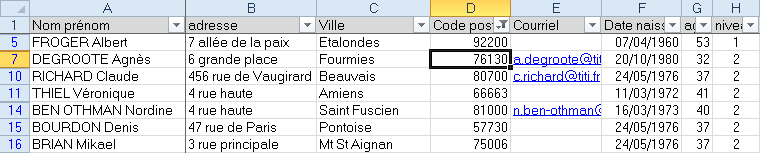 A B C D E F G H
1 Nom prénom adresse Ville Code post Courriel Date naiss ag nivea
5 FROGER Albert 7 allée de la paix Etalondes 92200 07/04/1960 53 1
7 DEGROOTE Agnès 6 grande place Fourmies 76130 a.degroote@titi 20/10/1980 32 2
10 RICHARD Claude 456 rue de Vaugirard Beauvais 80700 c.richard@titi.fr 24/05/1976 37 2
11 THIEL Véronique 4 rue haute Amiens 66663 11/03/1972 41 2
14 BEN OTHMAN Nordine 4 rue haute Saint Fuscien 81000 n.ben-othman@ 16/03/1973 40 2
15 BOURDON Denis 47 rue de Paris Pontoise 57730 24/05/1976 37 2
16 BRIAN Mikael 3 rue principale Mt St Aignan 75006 24/05/1976 37 2